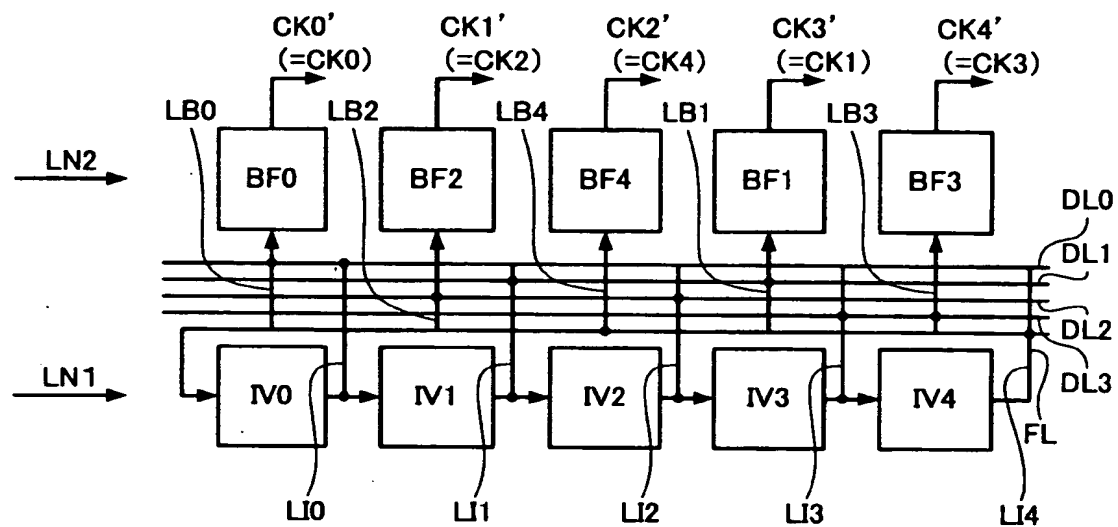 CK0' CK1' CK2' CK3' CK4'
(=CK0) (=CK2) (=CK4) (=CK1) (=CK3)
LB0 LB2 LB4 LB1 LB3
LN2
BF0 BF2 BF4 BF1 BF3
DL0
DL1
DL2
DL3
LN1
IV0 IV1 IV2 IV3 IV4
FL
LI0 LI1 LI2 LI3 LI4